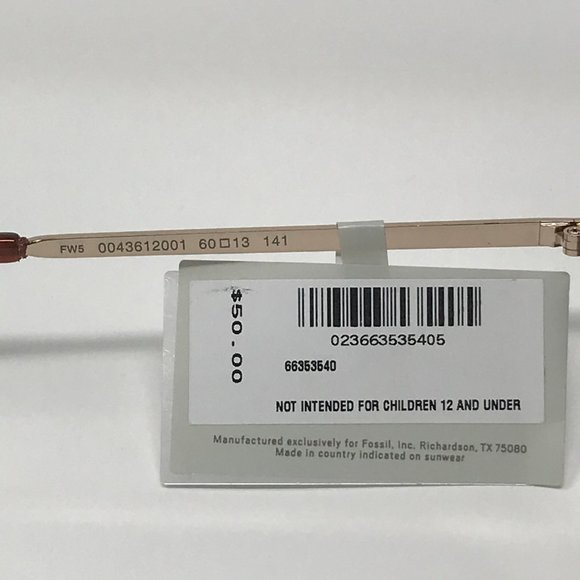 FW5 0043612001 60□13 141
$50.00
023663535405
66353540
NOT INTENDED FOR CHILDREN 12 AND UNDER
Manufactured exclusively for Fossil, Inc. Richardson, TX 75080
Made in country indicated on sunwear